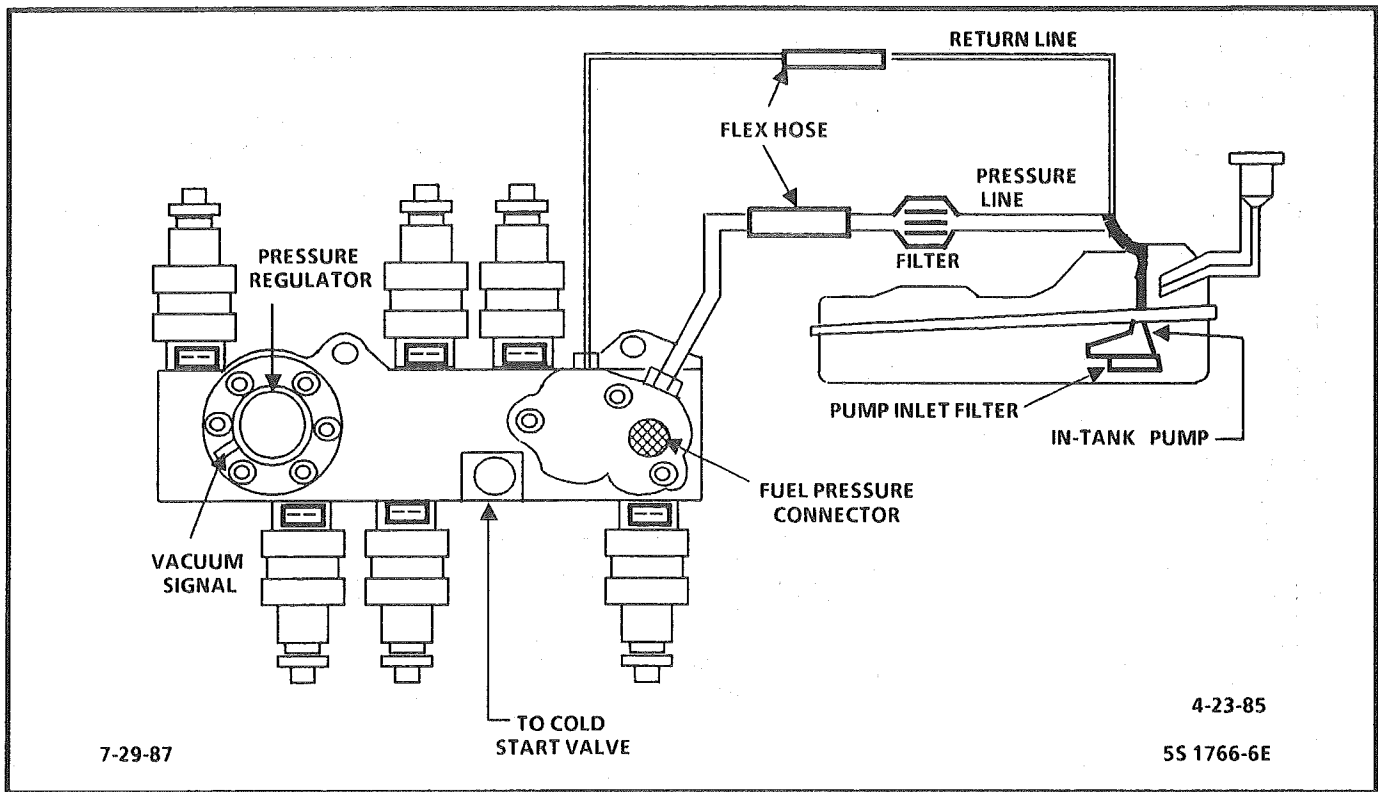 RETURN LINE
FLEX HOSE
PRESSURE
LINE
FILTER
PRESSURE
REGULATOR
PUMP INLET FILTER
IN-TANK PUMP
FUEL PRESSURE
CONNECTOR
VACUUM
SIGNAL
TO COLD
START VALVE
4-23-85
7-29-87
5S 1766-6E